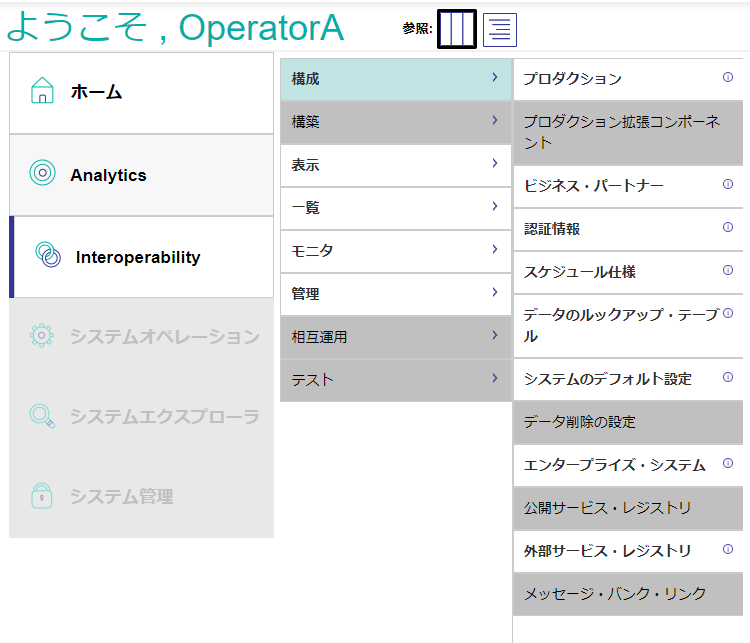 ようこそ , OperatorA
参照:
ホーム
Analytics
Interoperability
システムオペレーション
システムエクスプローラ
システム管理
構成
構築
表示
一覧
モニタ
管理
相互運用
テスト
プロダクション
プロダクション拡張コンポーネ
ント
ビジネス・パートナー
認証情報
スケジュール仕様
データのルックアップ・テーブ
ル
システムのデフォルト設定
データ削除の設定
エンタープライズ・システム
公開サービス・レジストリ
外部サービス・レジストリ
メッセージ・バンク・リンク